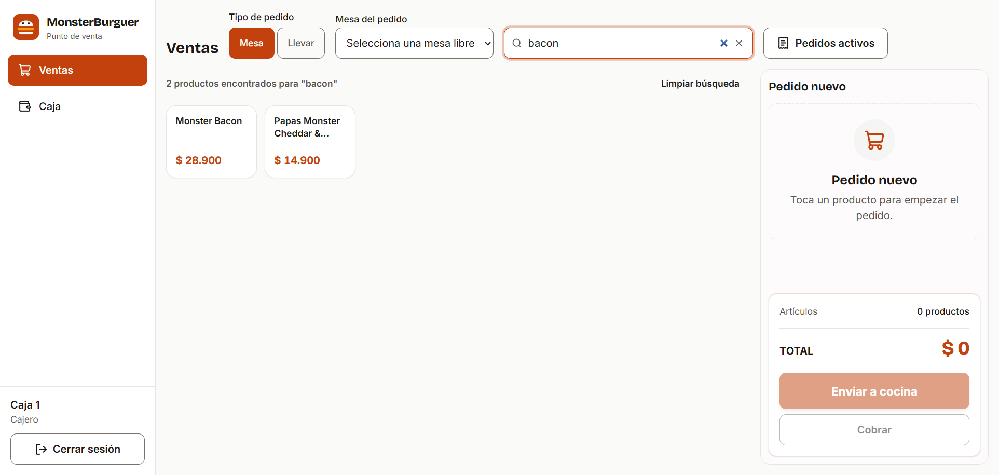 MonsterBurguer
Punto de venta
Ventas
Caja
Caja 1
Cajero
Cerrar sesión
Ventas
Tipo de pedido
Mesa
Llevar
Mesa del pedido
Selecciona una mesa libre
bacon
Pedidos activos
2 productos encontrados para "bacon"
Limpiar búsqueda
Monster Bacon
$ 28.900
Papas Monster
Cheddar &...
$ 14.900
Pedido nuevo
Pedido nuevo
Toca un producto para empezar el
pedido.
Artículos 0 productos
TOTAL $ 0
Enviar a cocina
Cobrar